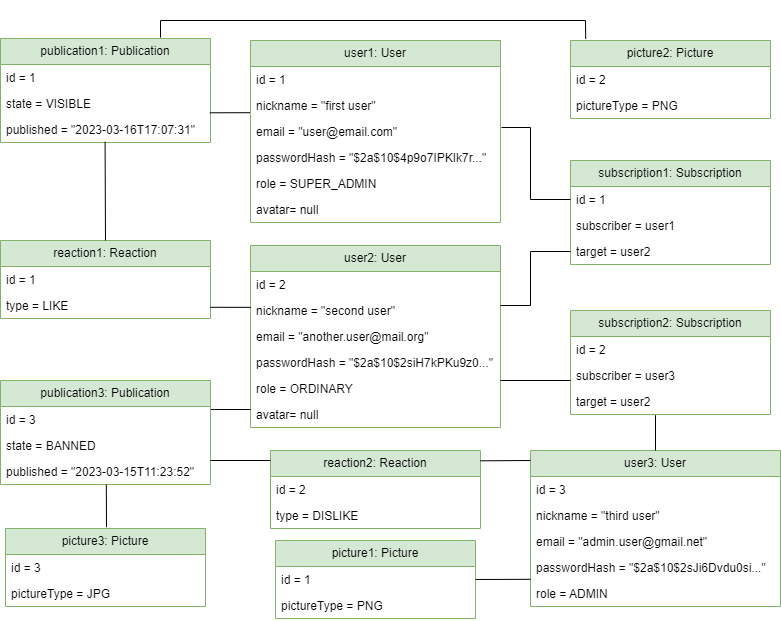 publication1: Publication
id = 1
state = VISIBLE
published = "2023-03-16T17:07:31"
user1: User
id = 1
nickname = "first user"
email = "user@email.com"
passwordHash = "$2a$10$4p9o7lPKlk7r..."
role = SUPER_ADMIN
avatar= null
picture2: Picture
id = 2
pictureType = PNG
subscription1: Subscription
id = 1
subscriber = user1
target = user2
reaction1: Reaction
id = 1
type = LIKE
user2: User
id = 2
nickname = "second user"
email = "another.user@mail.org"
passwordHash = "$2a$10$2siH7kPKu9z0..."
role = ORDINARY
avatar= null
subscription2: Subscription
id = 2
subscriber = user3
target = user2
publication3: Publication
id = 3
state = BANNED
published = "2023-03-15T11:23:52"
reaction2: Reaction
id = 2
type = DISLIKE
user3: User
id = 3
nickname = "third user"
email = "admin.user@gmail.net"
passwordHash = "$2a$10$2sJi6Dvdu0si..."
role = ADMIN
picture3: Picture
id = 3
pictureType = JPG
picture1: Picture
id = 1
pictureType = PNG